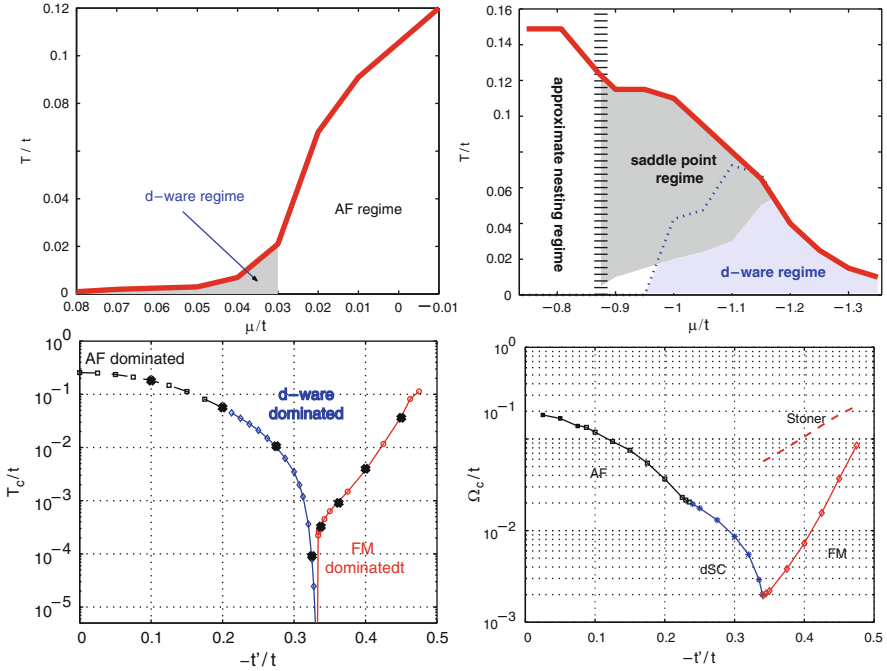 0.12
0.1
0.08
0.06
0.04
0.02
0
T/t
d-ware regime
AF regime
0.08 0.07 0.06 0.05 0.04 0.03 0.02 0.01 0 -0.01
μ/t
0.16
0.14
0.12
0.1
0.08
0.06
0.04
0.02
0
T/t
approximate nesting regime
saddle point
regime
d-ware regime
-0.8 -0.9 -1 -1.1 -1.2 -1.3
μ/t
10^0
10^-1
10^-2
10^-3
10^-4
10^-5
T_c/t
AF dominated
d-ware
dominated
FM
dominatedt
0 0.1 0.2 0.3 0.4 0.5
-t'/t
10^0
10^-1
10^-2
10^-3
Ω_c/t
Stoner
AF
dSC
FM
0 0.1 0.2 0.3 0.4 0.5
-t'/t